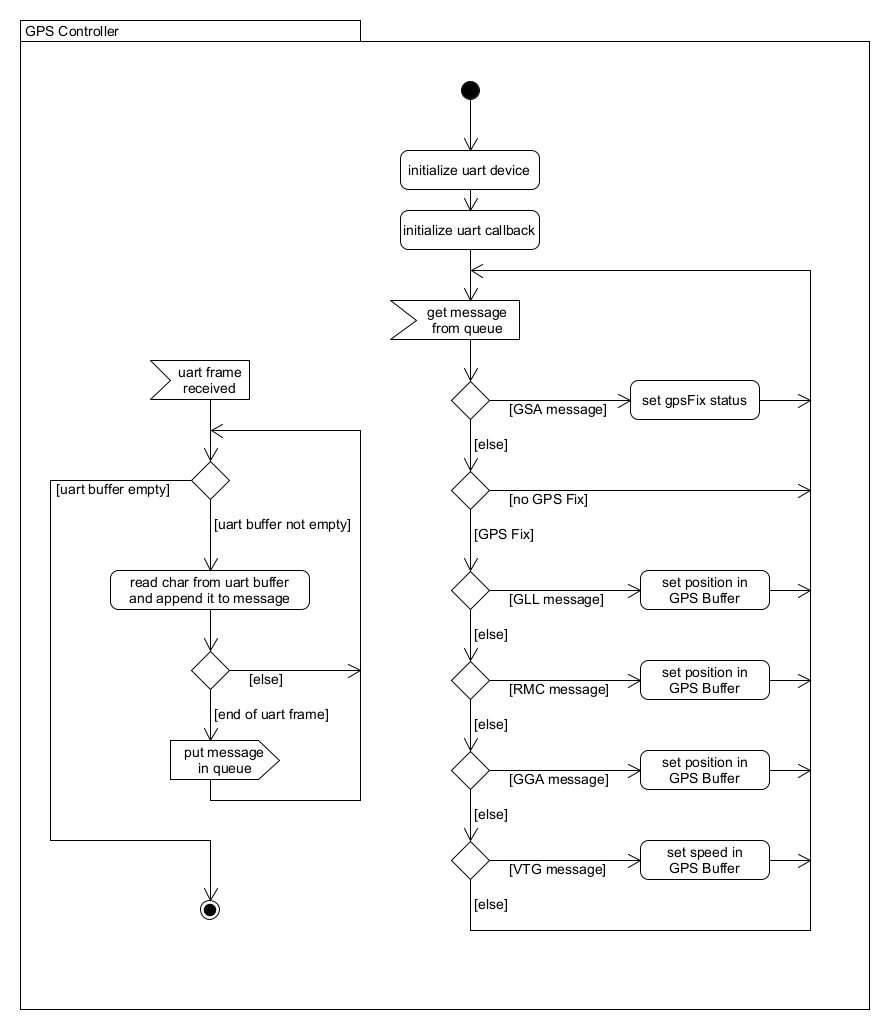 GPS Controller
initialize uart device
initialize uart callback
get message
from queue
[GSA message]
set gpsFix status
[else]
[no GPS Fix]
[GPS Fix]
[GLL message]
set position in
GPS Buffer
[else]
[RMC message]
set position in
GPS Buffer
[else]
[GGA message]
set position in
GPS Buffer
[else]
[VTG message]
set speed in
GPS Buffer
[else]
uart frame
received
[uart buffer empty]
[uart buffer not empty]
read char from uart buffer
and append it to message
[else]
[end of uart frame]
put message
in queue